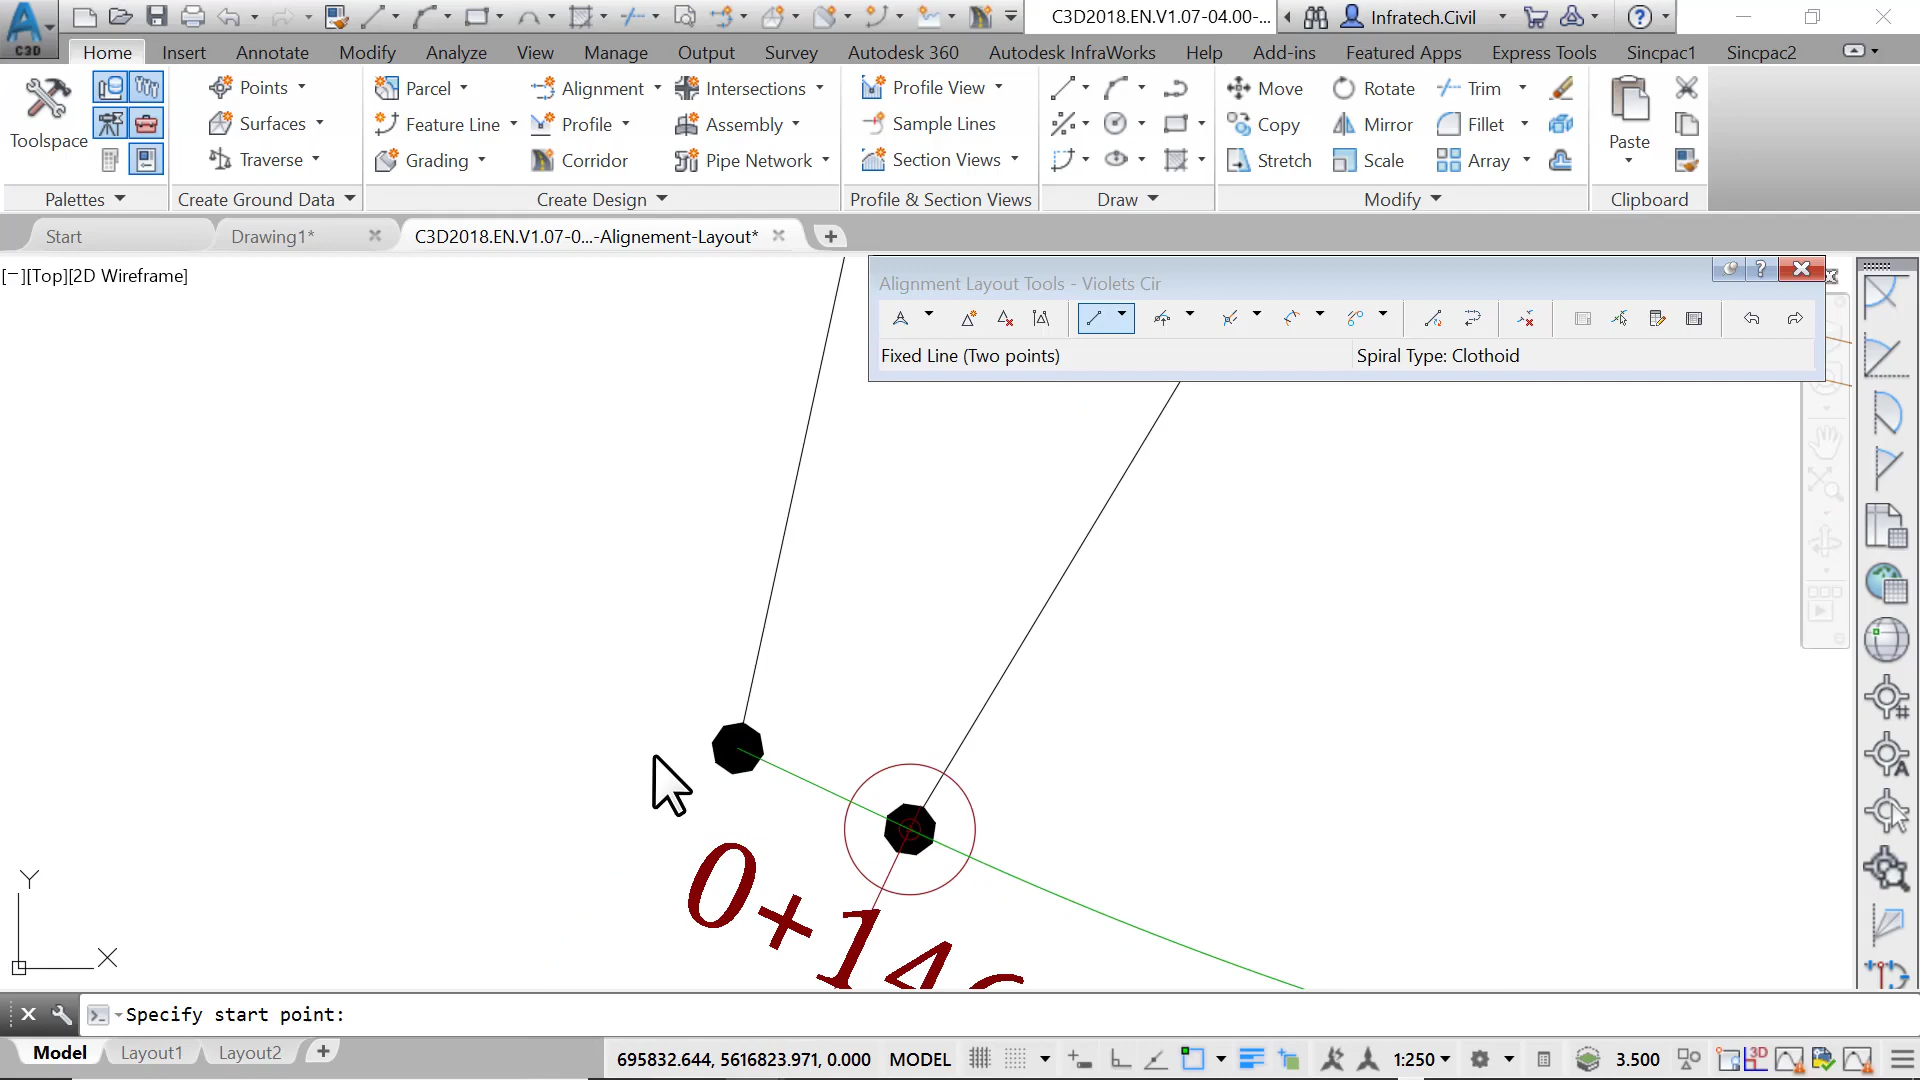 C3D
C3D2018.EN.V1.07-04.00-...
Infratech.Civil
Home Insert Annotate Modify Analyze View Manage Output Survey Autodesk 360 Autodesk InfraWorks Help Add-ins Featured Apps Express Tools Sincpac1 Sincpac2
Points Parcel Alignment Intersections Profile View Move Rotate Trim
Toolspace Surfaces Feature Line Profile Assembly Sample Lines Copy Mirror Fillet Paste
Traverse Grading Corridor Pipe Network Section Views Stretch Scale Array
Palettes Create Ground Data Create Design Profile & Section Views Draw Modify Clipboard
Start Drawing1* C3D2018.EN.V1.07-0...-Alignement-Layout*
[−][Top][2D Wireframe]
Alignment Layout Tools - Violets Cir
Fixed Line (Two points) Spiral Type: Clothoid
0+14
Y
X
Specify start point:
Model Layout1 Layout2
695832.644, 5616823.971, 0.000 MODEL 1:250 3.500